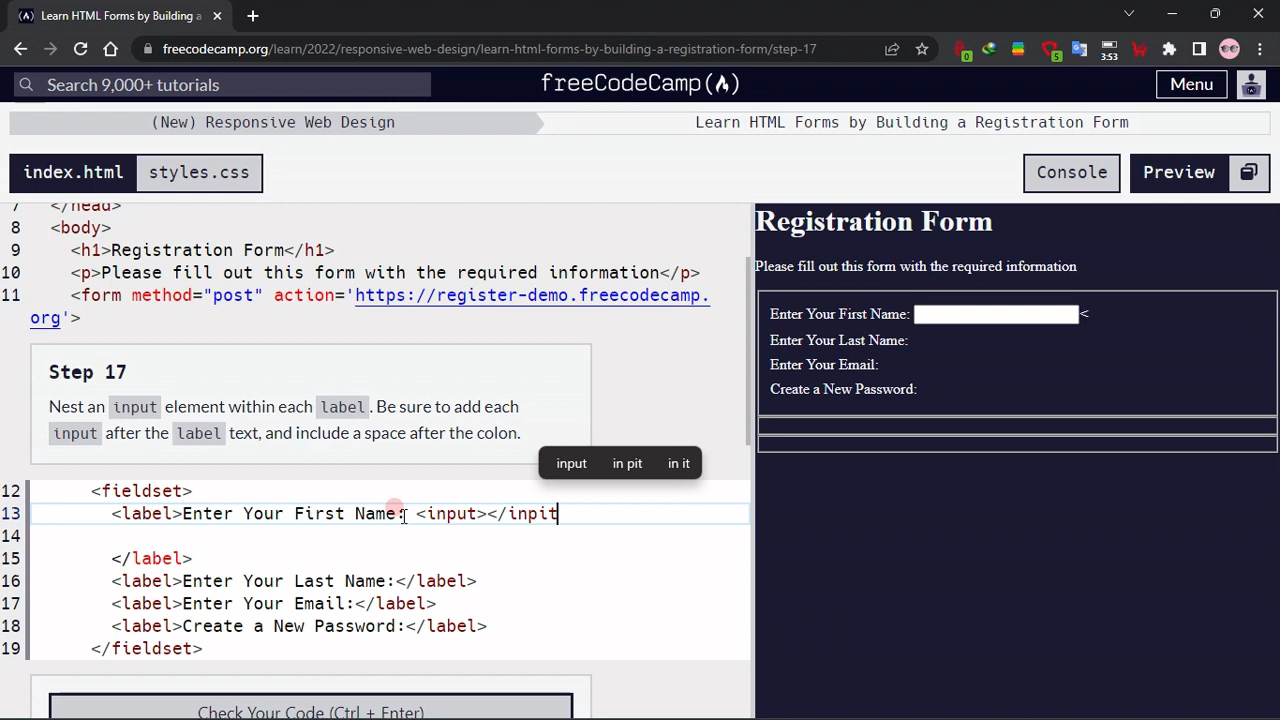 Learn HTML Forms by Building a
freecodecamp.org/learn/2022/responsive-web-design/learn-html-forms-by-building-a-registration-form/step-17
0
5
3:53
Search 9,000+ tutorials
freeCodeCamp
Menu
(New) Responsive Web Design
Learn HTML Forms by Building a Registration Form
index.html
styles.css
Console
Preview
7 </head>
8 <body>
9 <h1>Registration Form</h1>
10 <p>Please fill out this form with the required information</p>
11 <form method="post" action='https://register-demo.freecodecamp.
org'>
Step 17
Nest an input element within each label. Be sure to add each
input after the label text, and include a space after the colon.
input in pit in it
12 <fieldset>
13 <label>Enter Your First Name: <input></inpit
14
15 </label>
16 <label>Enter Your Last Name:</label>
17 <label>Enter Your Email:</label>
18 <label>Create a New Password:</label>
19 </fieldset>
Check Your Code (Ctrl + Enter)
Registration Form
Please fill out this form with the required information
Enter Your First Name: <
Enter Your Last Name:
Enter Your Email:
Create a New Password: